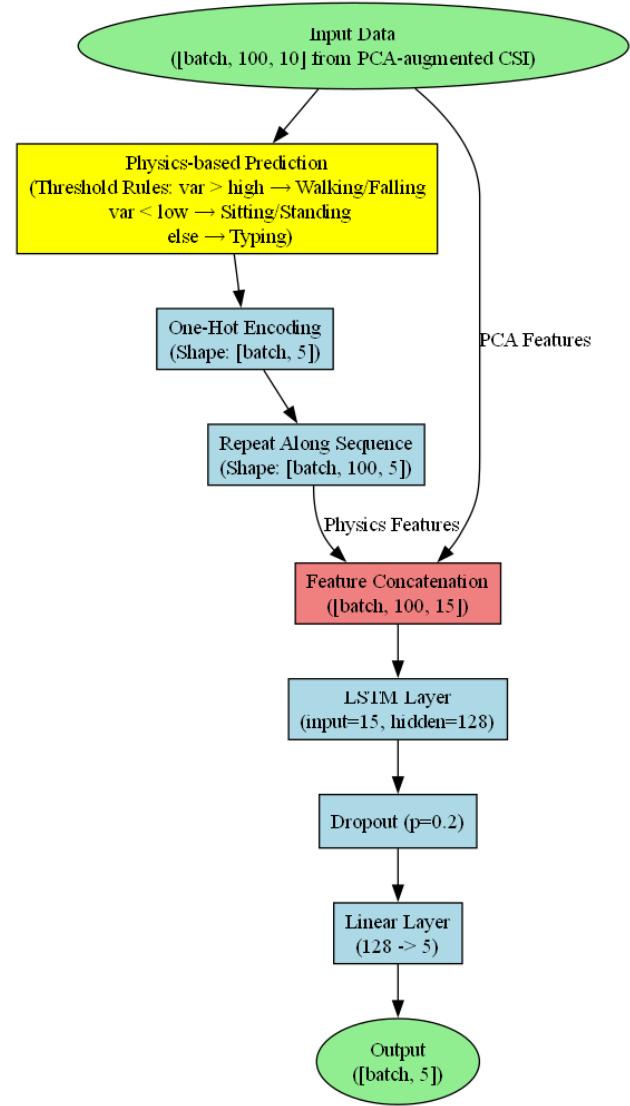 Input Data
([batch, 100, 10] from PCA-augmented CSI)
Physics-based Prediction
(Threshold Rules: var > high → Walking/Falling
var < low → Sitting/Standing
else → Typing)
One-Hot Encoding
(Shape: [batch, 5])
PCA Features
Repeat Along Sequence
(Shape: [batch, 100, 5])
Physics Features
Feature Concatenation
([batch, 100, 15])
LSTM Layer
(input=15, hidden=128)
Dropout (p=0.2)
Linear Layer
(128 -> 5)
Output
([batch, 5])